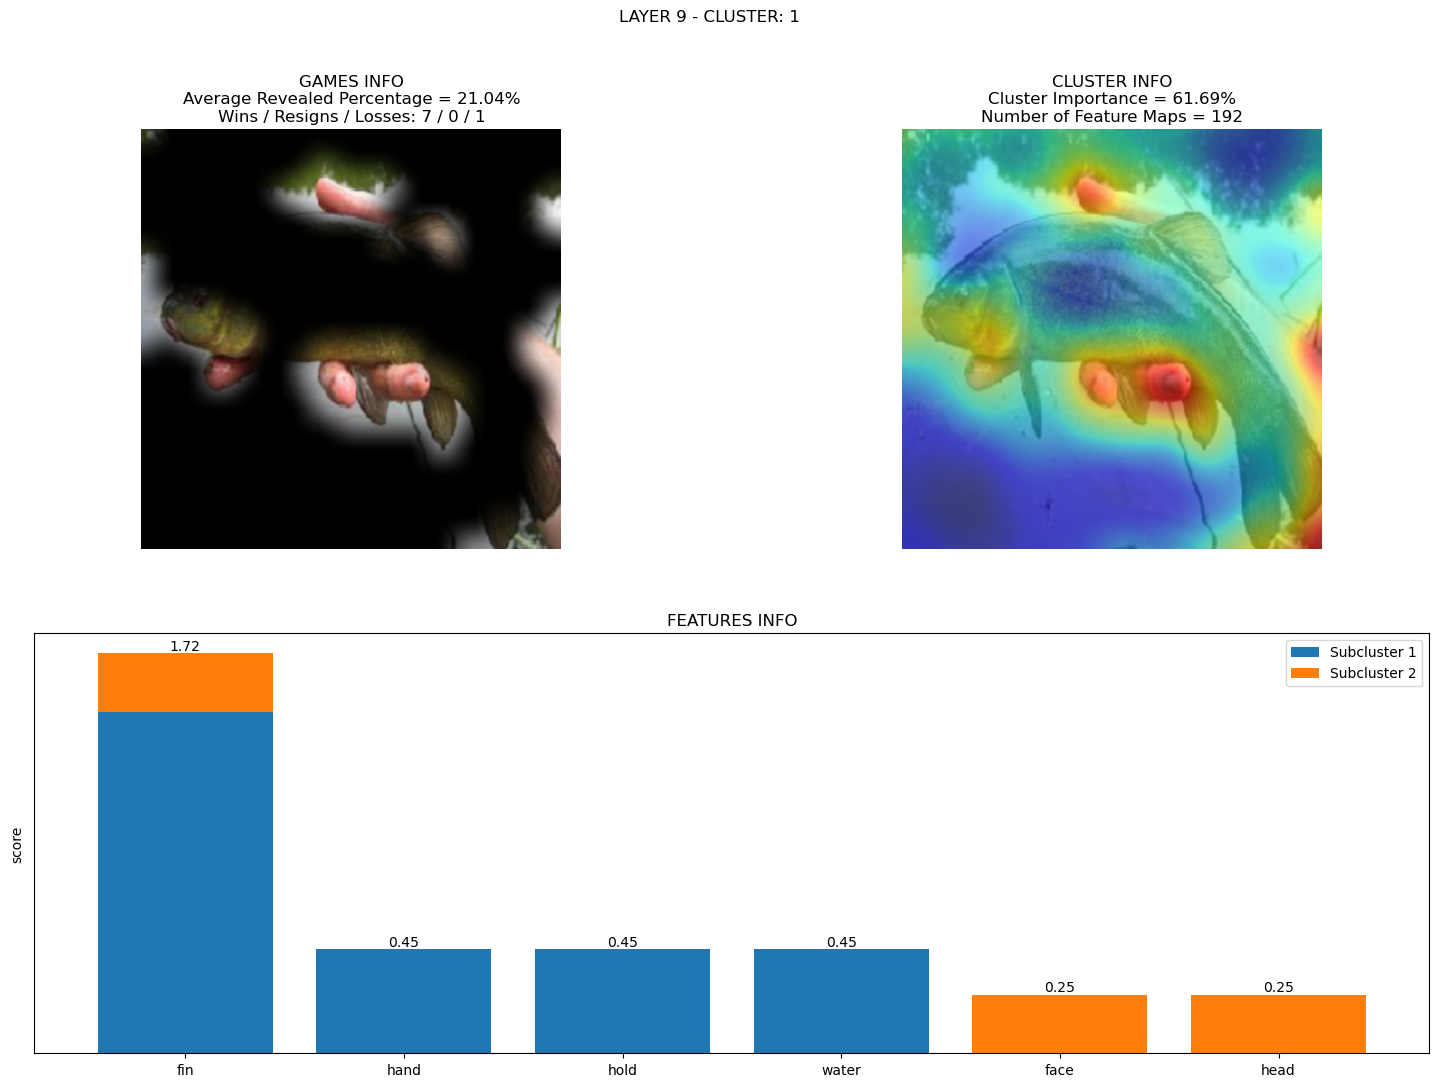 LAYER 9 - CLUSTER: 1
GAMES INFO
Average Revealed Percentage = 21.04%
Wins / Resigns / Losses: 7 / 0 / 1
CLUSTER INFO
Cluster Importance = 61.69%
Number of Feature Maps = 192
FEATURES INFO
1.72
Subcluster 1
Subcluster 2
score
0.45
0.45
0.45
0.25
0.25
fin
hand
hold
water
face
head